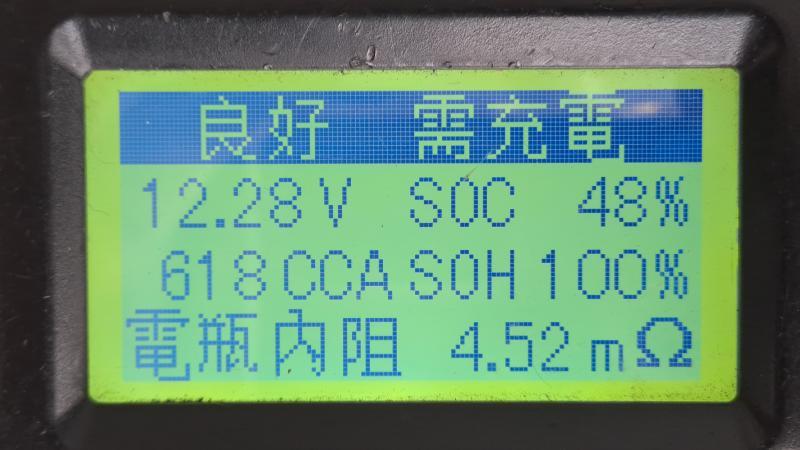 良好 需充電
12.28V SOC 48%
618CCA SOH 100%
電瓶內阻 4.52mΩ